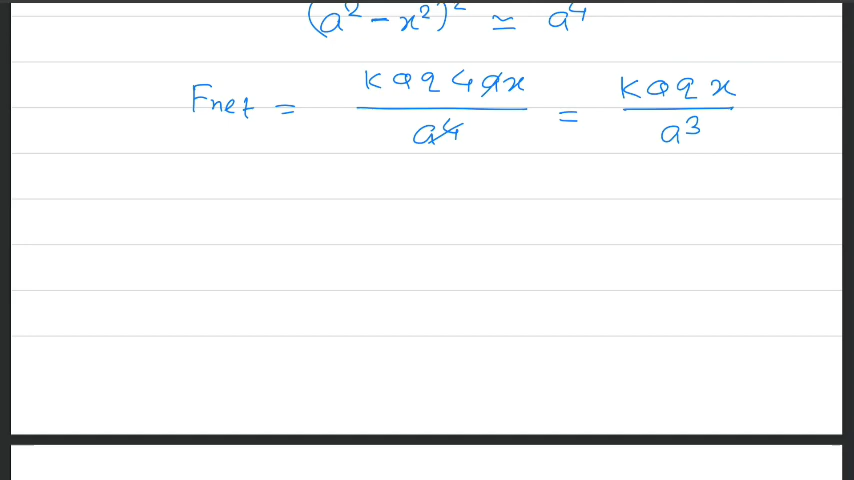 (a² - x²)² ≃ a⁴
Fnet = kQq4ax / a⁴ = kQqx / a³